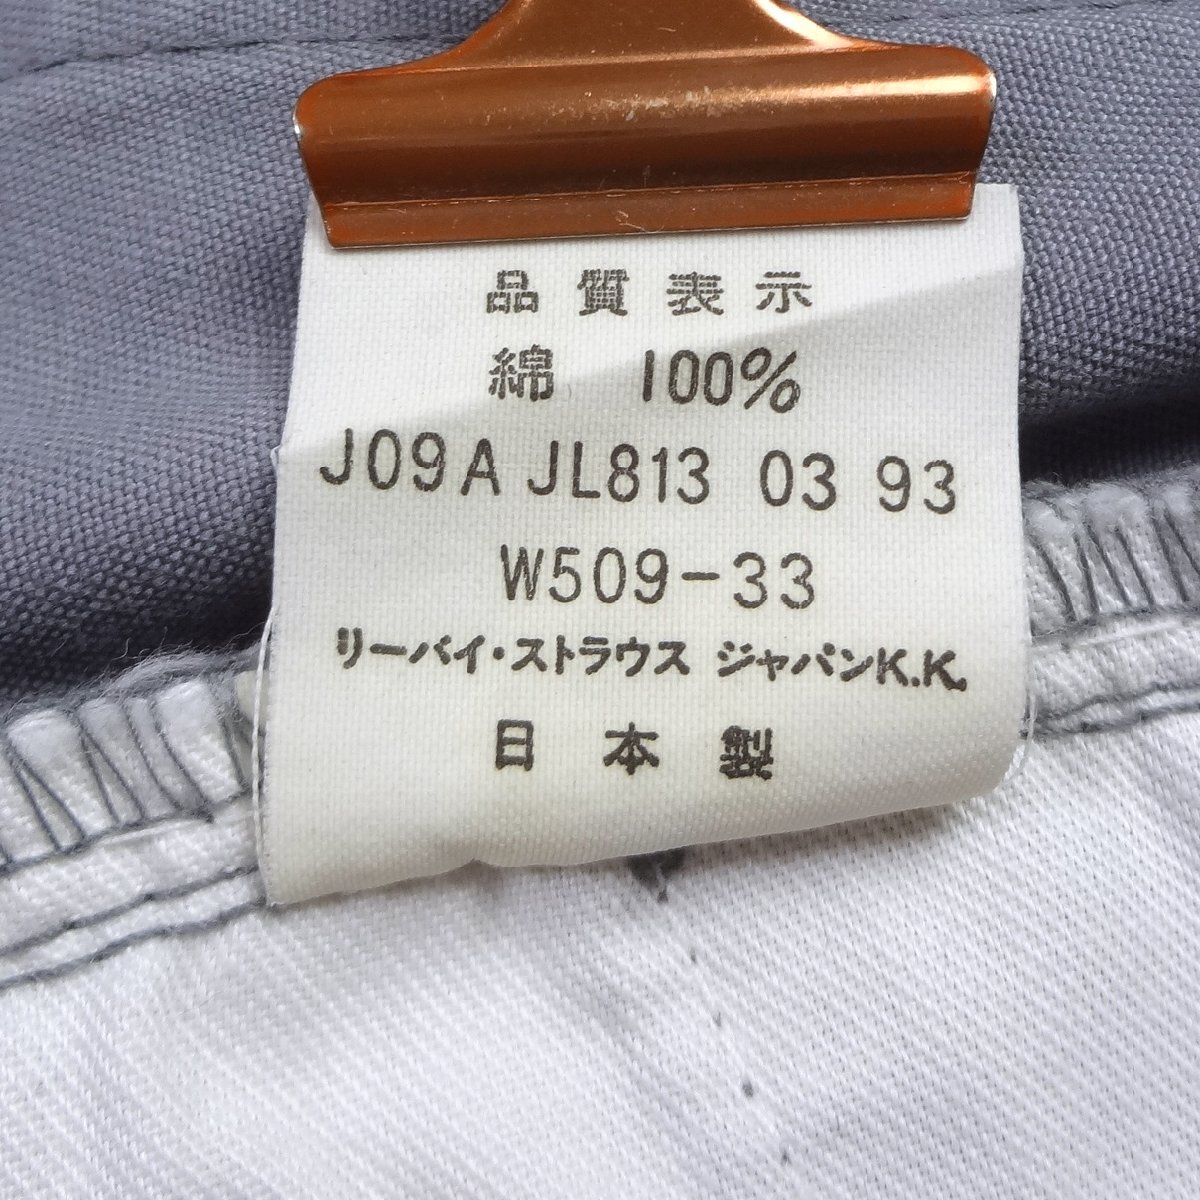 品質表示
綿 100%
J09A JL813 03 93
W509-33
リーバイ・ストラウス ジャパンK.K.
日本製